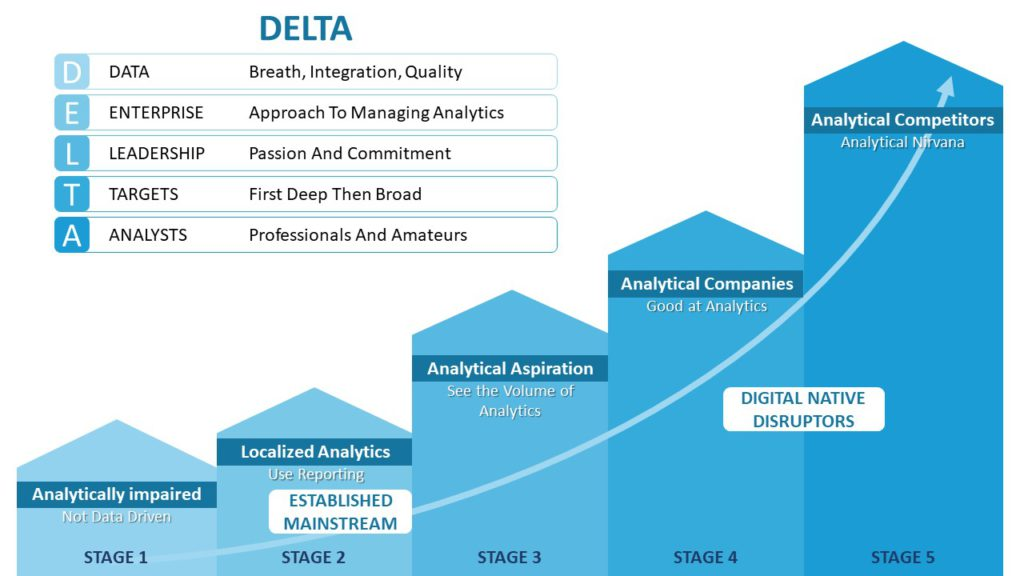 DELTA
D DATA Breath, Integration, Quality
E ENTERPRISE Approach To Managing Analytics
L LEADERSHIP Passion And Commitment
T TARGETS First Deep Then Broad
A ANALYSTS Professionals And Amateurs
Analytical Competitors
Analytical Nirvana
Analytical Companies
Good at Analytics
Analytical Aspiration
See the Volume of
Analytics
DIGITAL NATIVE
DISRUPTORS
Localized Analytics
Use Reporting
Analytically impaired
Not Data Driven
ESTABLISHED
MAINSTREAM
STAGE 1 STAGE 2 STAGE 3 STAGE 4 STAGE 5